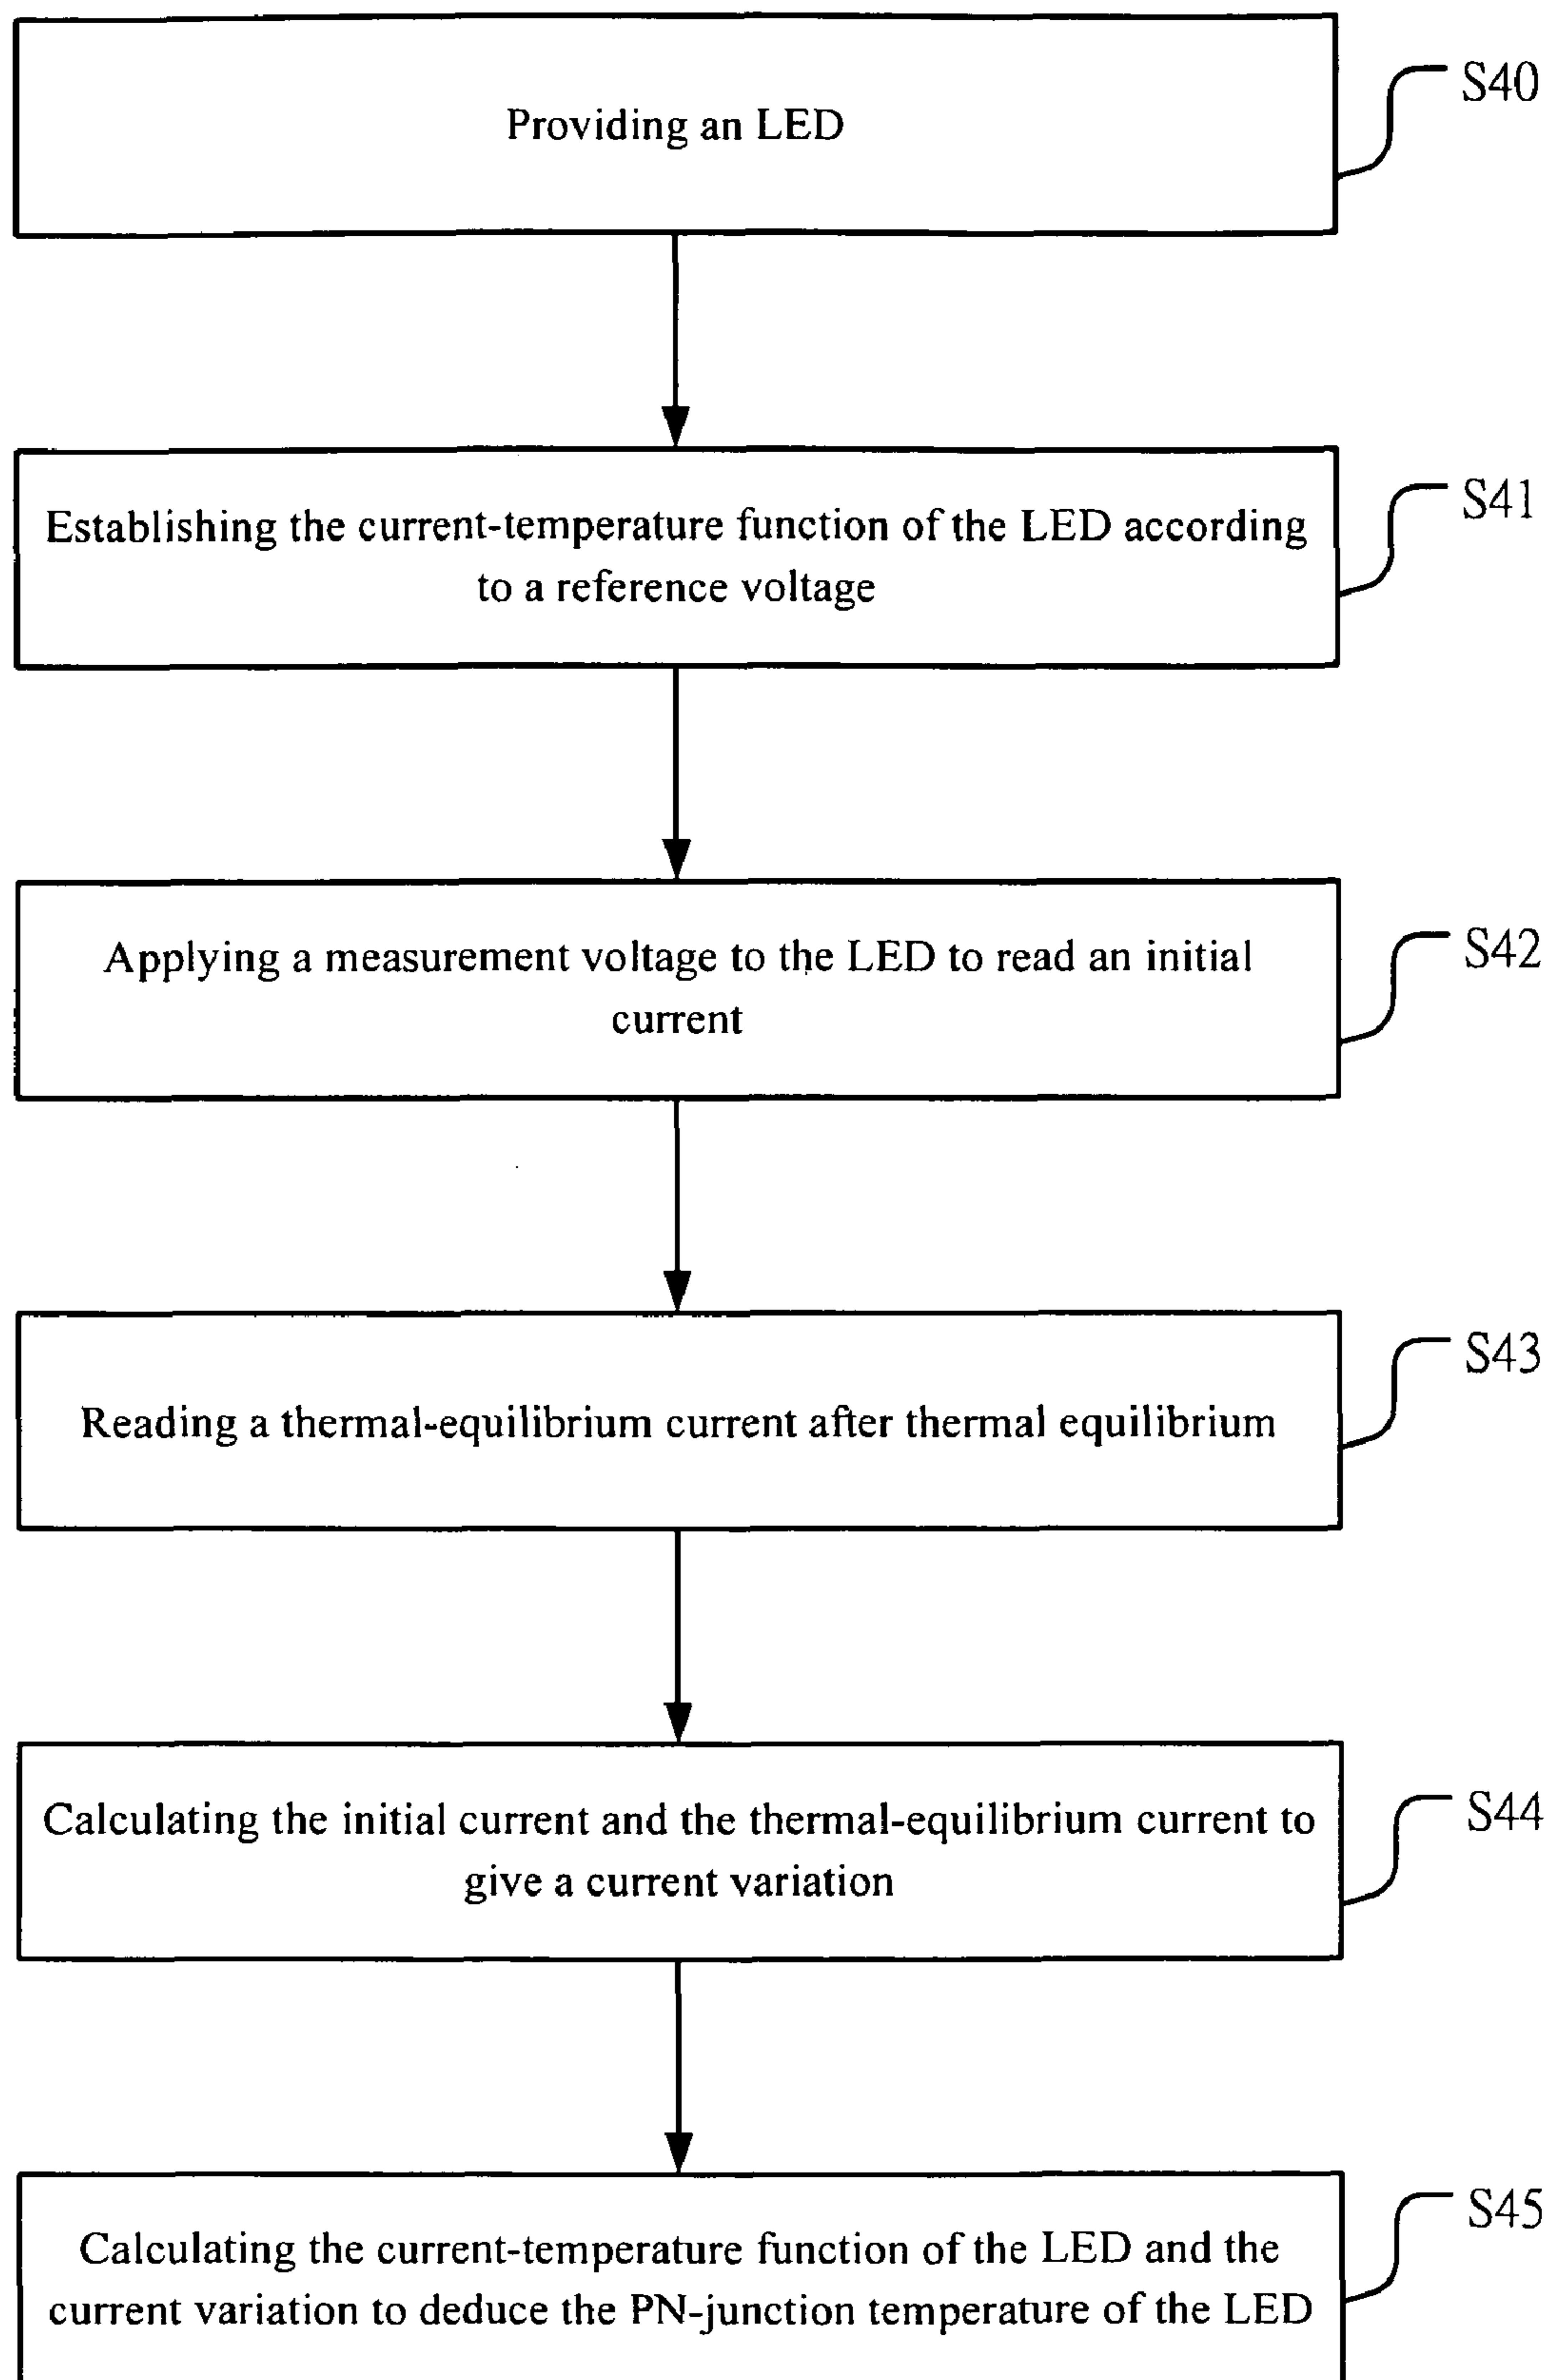 Providing an LED
S40
Establishing the current-temperature function of the LED according
to a reference voltage
S41
Applying a measurement voltage to the LED to read an initial
current
S42
Reading a thermal-equilibrium current after thermal equilibrium
S43
Calculating the initial current and the thermal-equilibrium current to
give a current variation
S44
Calculating the current-temperature function of the LED and the
current variation to deduce the PN-junction temperature of the LED
S45